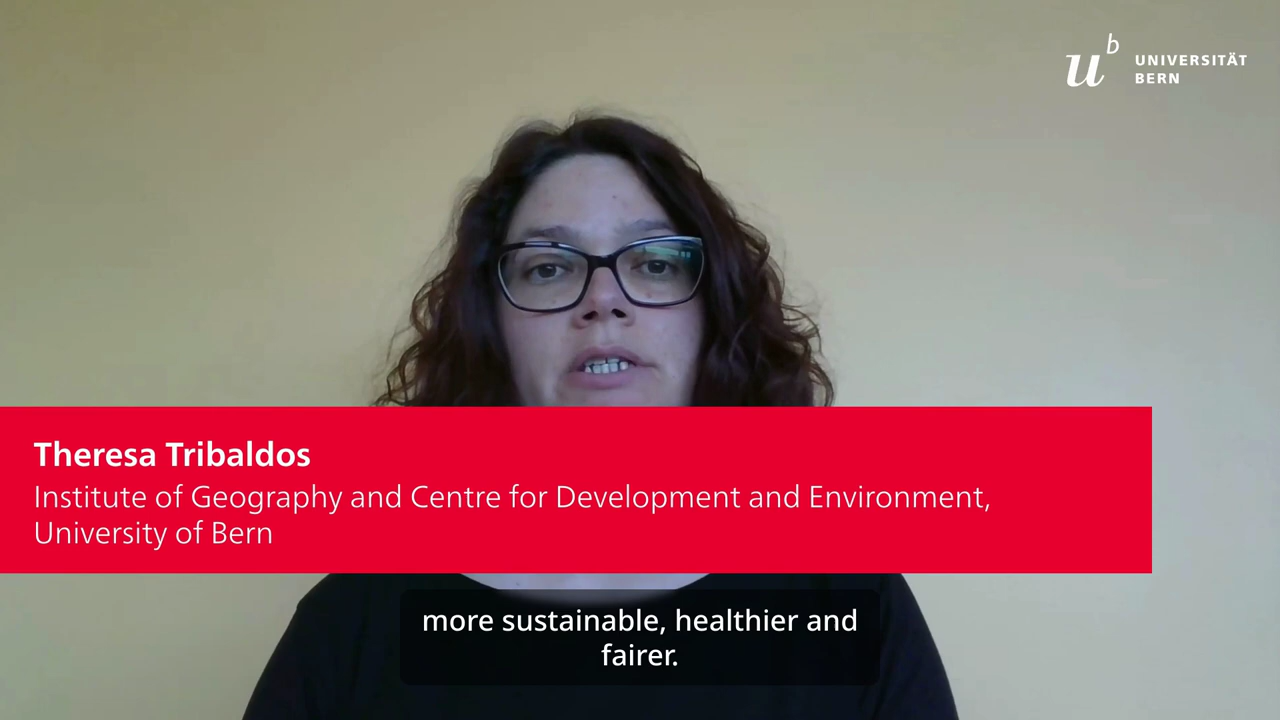 u^b
UNIVERSITÄT
BERN
Theresa Tribaldos
Institute of Geography and Centre for Development and Environment,
University of Bern
more sustainable, healthier and
fairer.